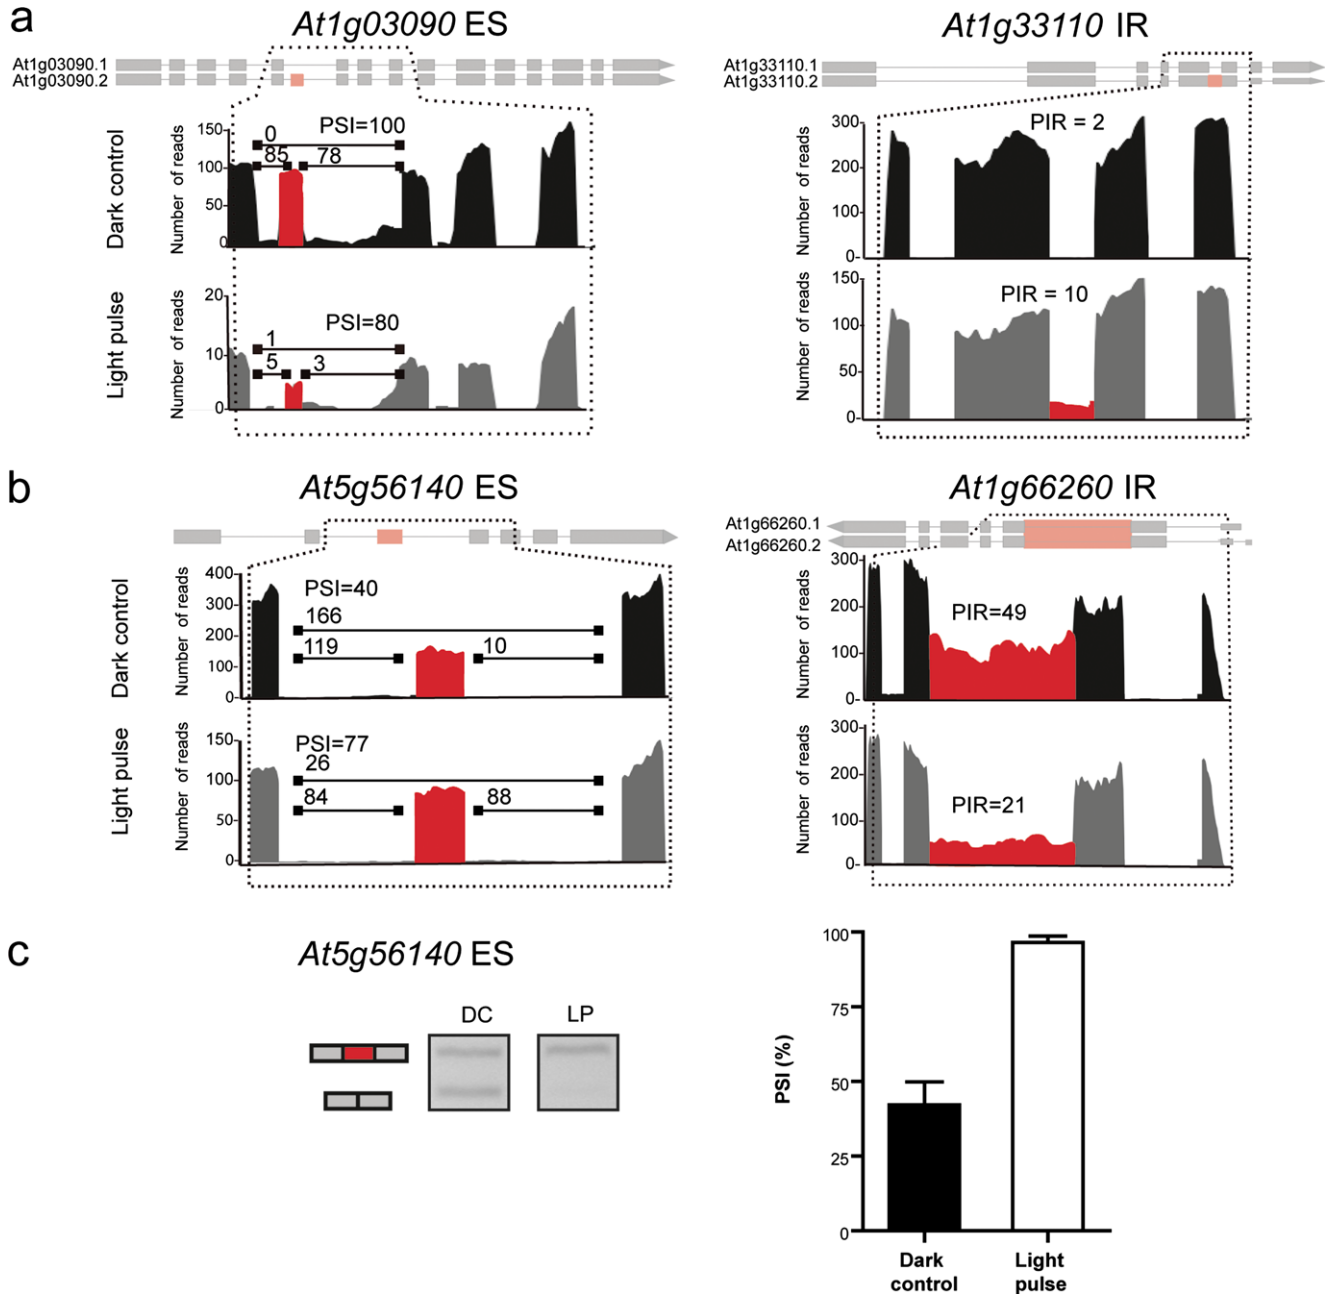 a
At1g03090 ES
At1g03090.1
At1g03090.2
Dark control
Number of reads
150
100
50
0
PSI=100
0
85
78
Light pulse
Number of reads
20
10
0
PSI=80
1
5
3
At1g33110 IR
At1g33110.1
At1g33110.2
Number of reads
300
200
100
0
PIR = 2
Number of reads
150
100
50
0
PIR = 10
b
At5g56140 ES
Dark control
Number of reads
400
300
200
100
0
PSI=40
166
119
10
Light pulse
Number of reads
150
100
50
0
PSI=77
26
84
88
At1g66260 IR
At1g66260.1
At1g66260.2
Number of reads
300
200
100
0
PIR=49
Number of reads
300
200
100
0
PIR=21
c
At5g56140 ES
DC
LP
PSI (%)
100
75
50
25
0
Dark
control
Light
pulse